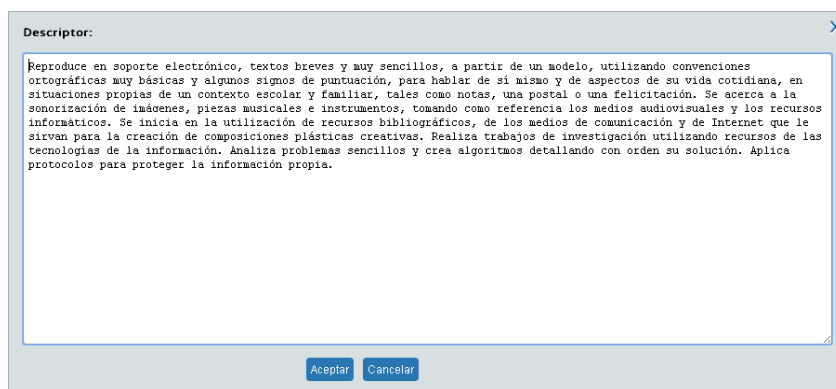 Descriptor:
Reproduce en soporte electrónico, textos breves y muy sencillos, a partir de un modelo, utilizando convenciones
ortográficas muy básicas y algunos signos de puntuación, para hablar de sí mismo y de aspectos de su vida cotidiana, en
situaciones propias de un contexto escolar y familiar, tales como notas, una postal o una felicitación. Se acerca a la
sonorización de imágenes, piezas musicales e instrumentos, tomando como referencia los medios audiovisuales y los recursos
informáticos. Se inicia en la utilización de recursos bibliográficos, de los medios de comunicación y de Internet que le
sirvan para la creación de composiciones plásticas creativas. Realiza trabajos de investigación utilizando recursos de las
tecnologías de la información. Analiza problemas sencillos y crea algoritmos detallando con orden su solución. Aplica
protocolos para proteger la información propia.
Aceptar Cancelar